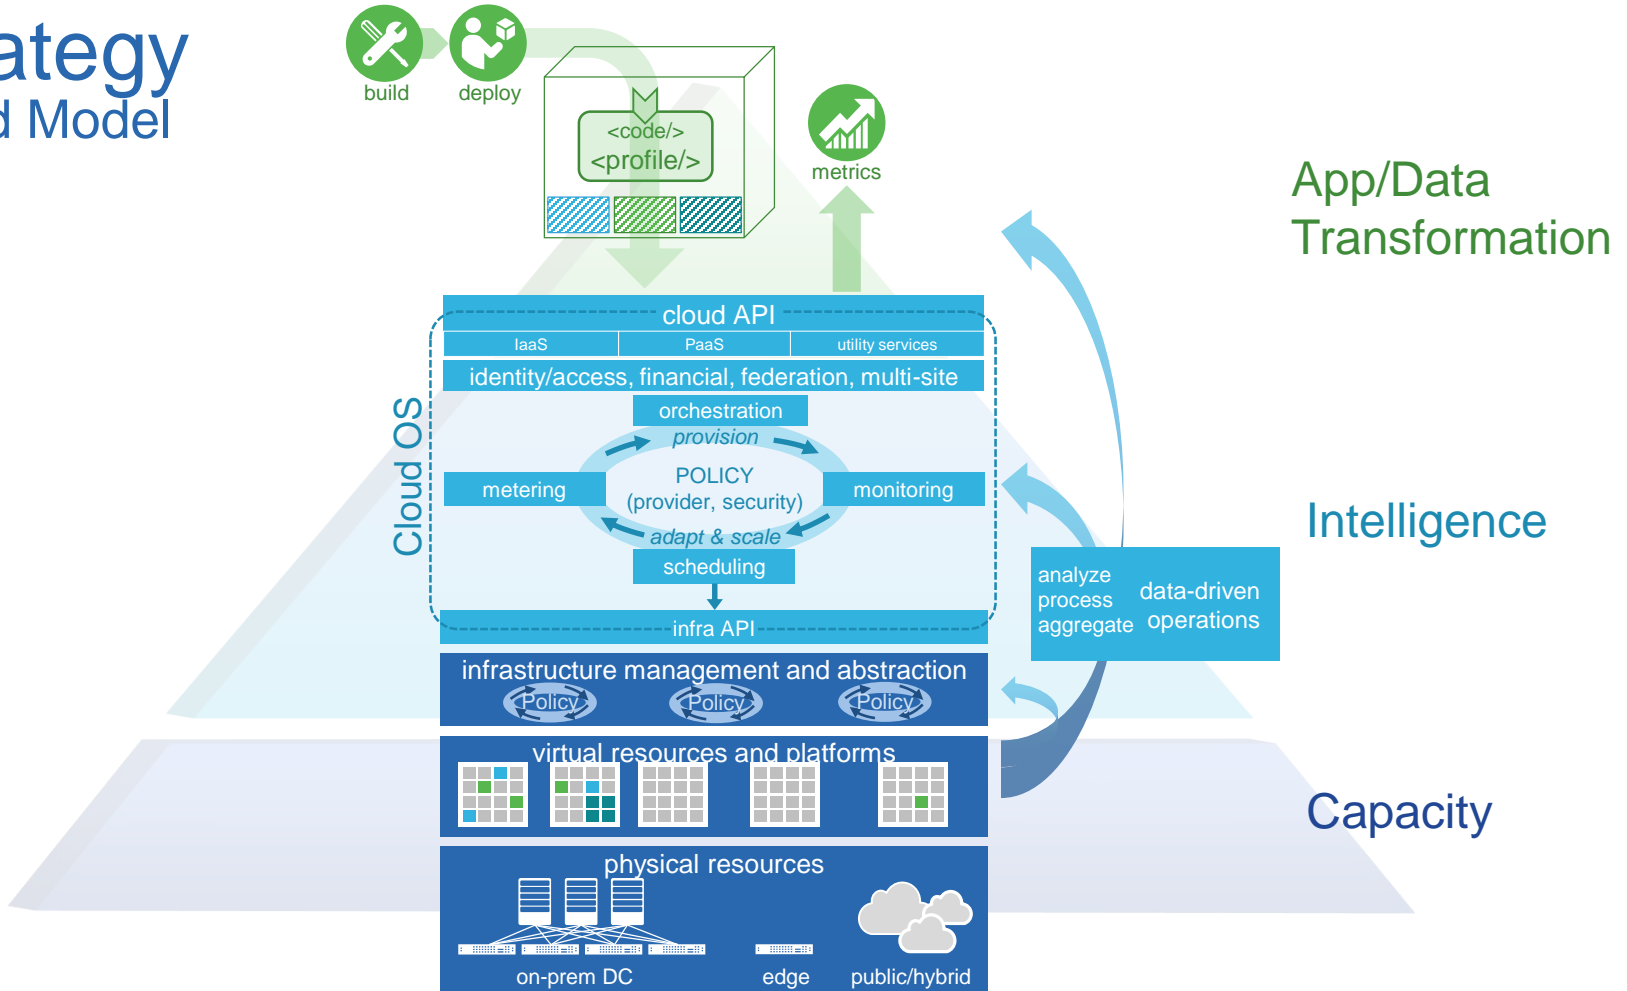 ategy
d Model
build
deploy
<code/>
<profile/>
metrics
App/Data
Transformation
cloud API
IaaS
PaaS
utility services
identity/access, financial, federation, multi-site
orchestration
provision
Cloud OS
metering
POLICY
(provider, security)
monitoring
adapt & scale
scheduling
infra API
Intelligence
analyze
process
aggregate
data-driven
operations
infrastructure management and abstraction
Policy
Policy
Policy
virtual resources and platforms
Capacity
physical resources
on-prem DC
edge
public/hybrid